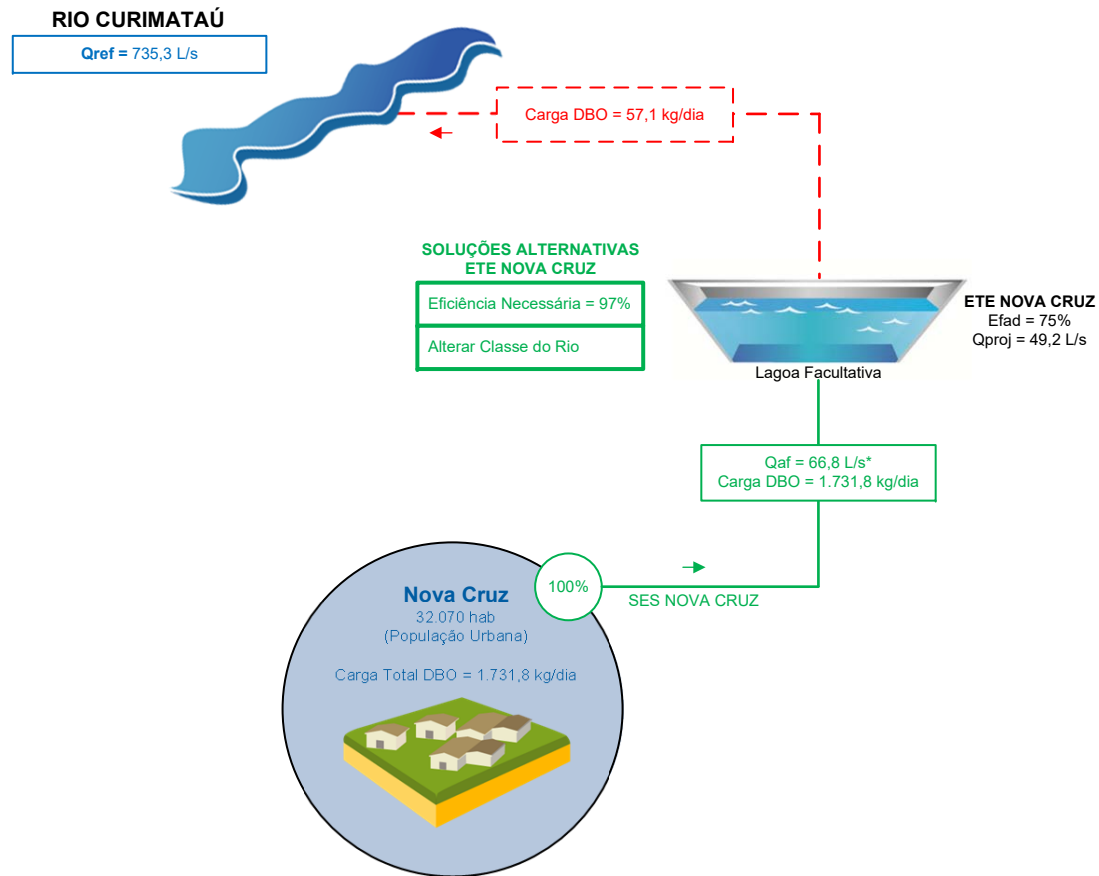 RIO CURIMATAÚ
Qref = 735,3 L/s
Carga DBO = 57,1 kg/dia
SOLUÇÕES ALTERNATIVAS
ETE NOVA CRUZ
Eficiência Necessária = 97%
Alterar Classe do Rio
ETE NOVA CRUZ
Efad = 75%
Qproj = 49,2 L/s
Lagoa Facultativa
Qaf = 66,8 L/s*
Carga DBO = 1.731,8 kg/dia
100%
SES NOVA CRUZ
Nova Cruz
32.070 hab
(População Urbana)
Carga Total DBO = 1.731,8 kg/dia